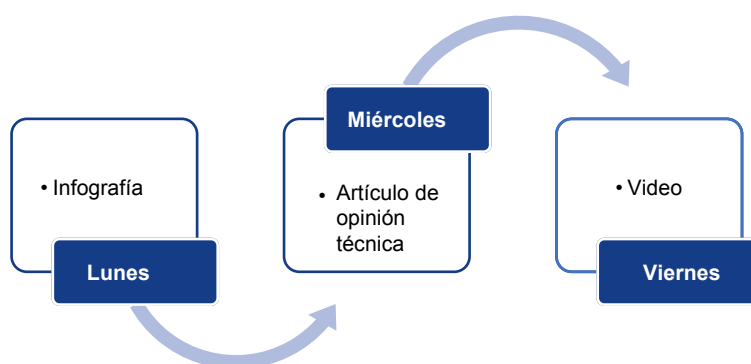 • Infografía
Lunes
Miércoles
• Artículo de
opinión
técnica
• Video
Viernes